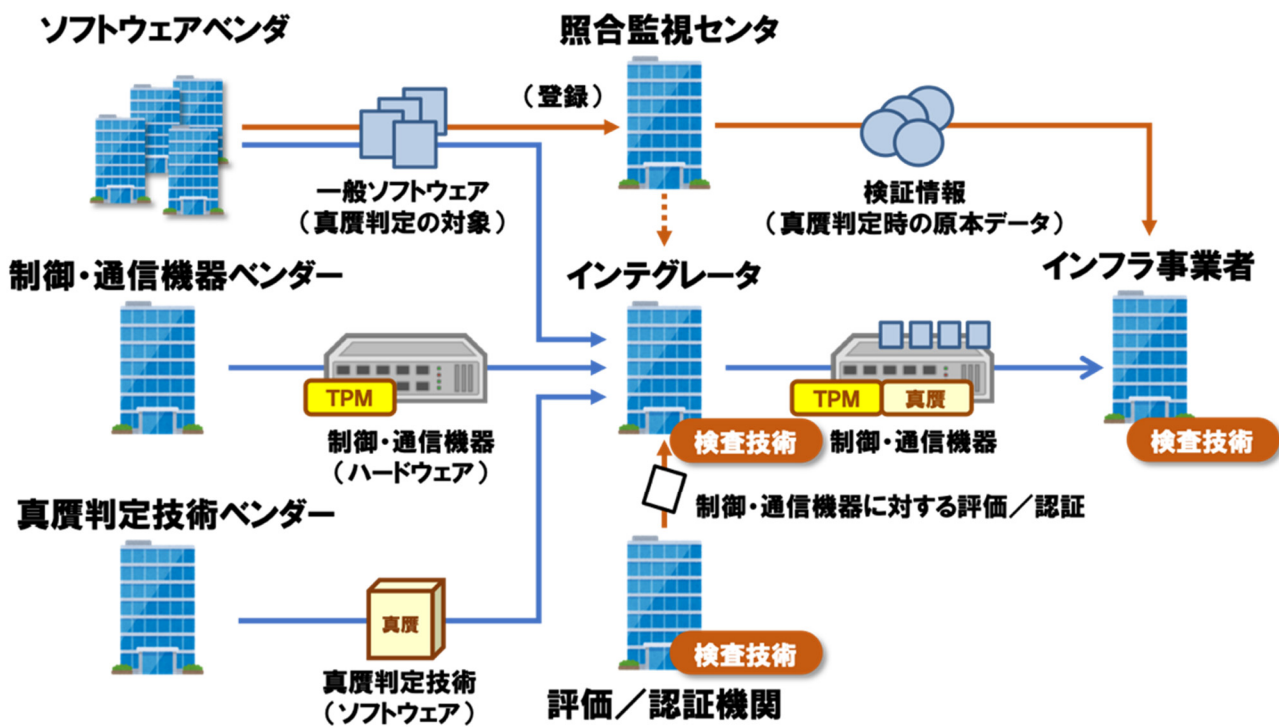 ソフトウェアベンダ
照合監視センタ
(登録)
一般ソフトウェア
(真贋判定の対象)
検証情報
(真贋判定時の原本データ)
制御・通信機器ベンダー
インテグレータ
インフラ事業者
TPM
制御・通信機器
(ハードウェア)
TPM
真贋
検査技術
制御・通信機器
検査技術
真贋判定技術ベンダー
制御・通信機器に対する評価/認証
真贋
真贋判定技術
(ソフトウェア)
検査技術
評価/認証機関